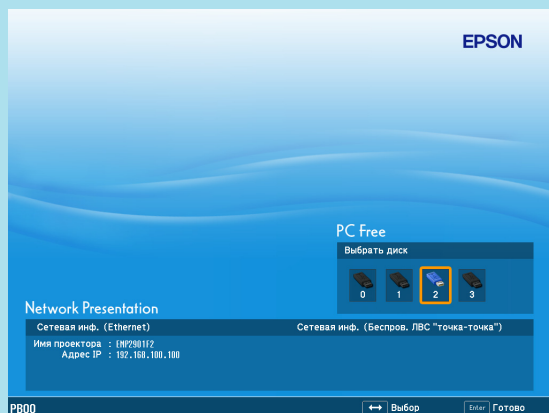 EPSON
PC Free
Выбрать диск
0 1 2 3
Network Presentation
Сетевая инф. (Ethernet) Сетевая инф. (Беспров. ЛВС "точка-точка")
Имя проектора : EMP2901F2
Адрес IP : 192.168.100.100
PB00 Выбор Enter Готово